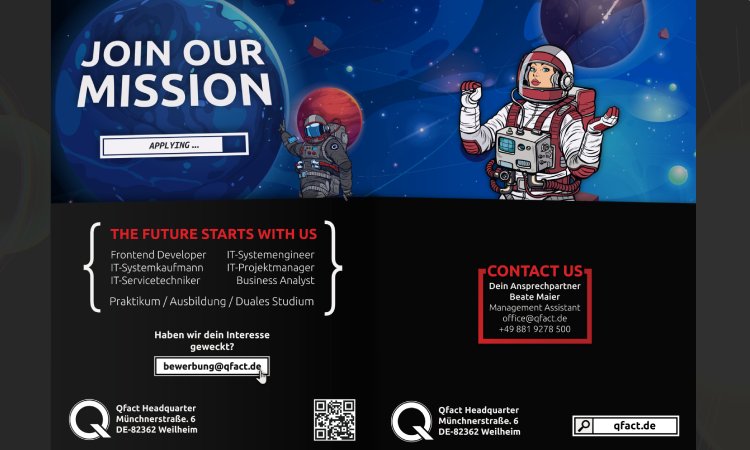 JOIN OUR
MISSION
APPLYING ...
THE FUTURE STARTS WITH US
Frontend Developer IT-Systemengineer
IT-Systemkaufmann IT-Projektmanager
IT-Servicetechniker Business Analyst
Praktikum / Ausbildung / Duales Studium
Haben wir dein Interesse
geweckt?
bewerbung@qfact.de
Qfact Headquarter
Münchnerstraße. 6
DE-82362 Weilheim
CONTACT US
Dein Ansprechpartner
Beate Maier
Management Assistant
office@qfact.de
+49 881 9278 500
Qfact Headquarter
Münchnerstraße. 6
DE-82362 Weilheim
qfact.de